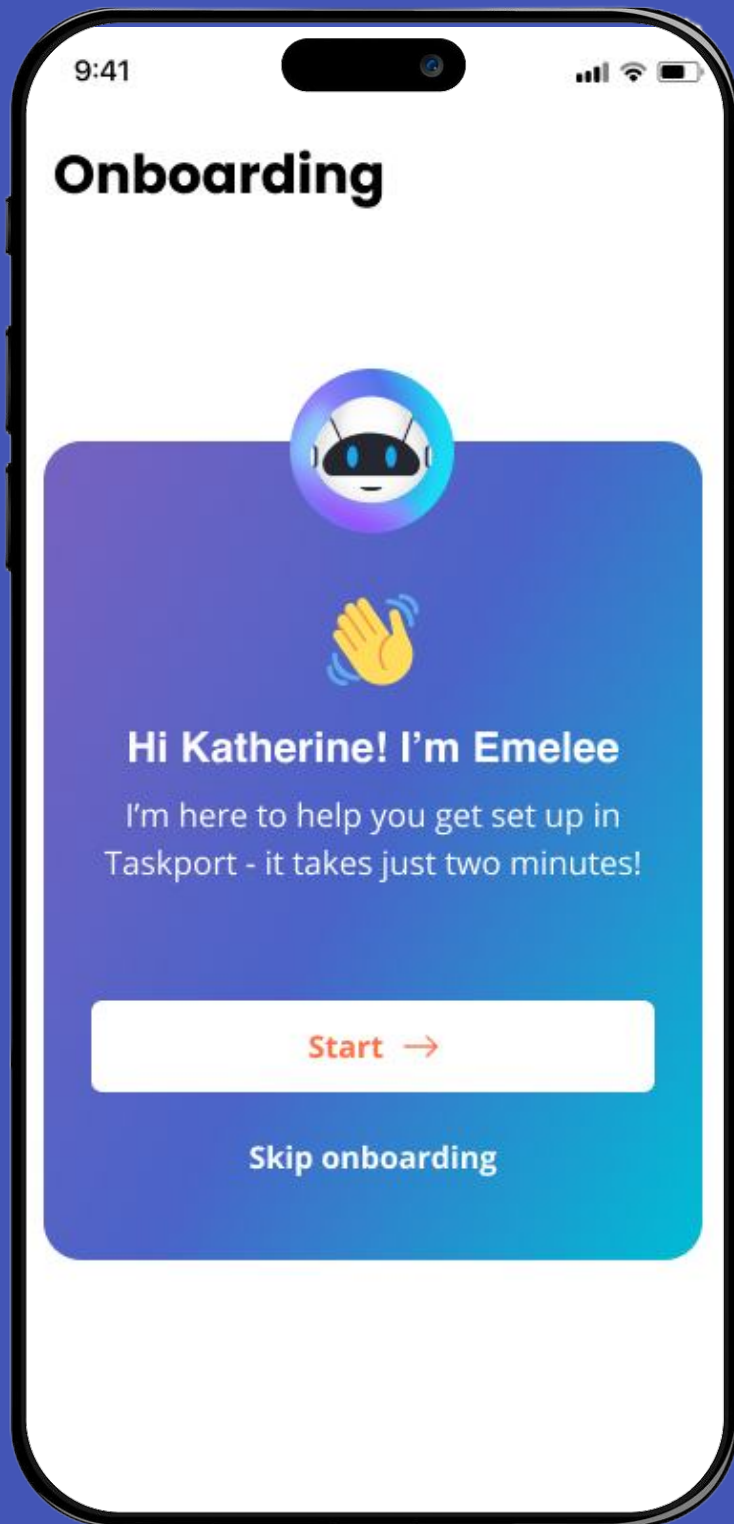 9:41
Onboarding
Hi Katherine! I’m Emelee
I’m here to help you get set up in
Taskport - it takes just two minutes!
Start →
Skip onboarding